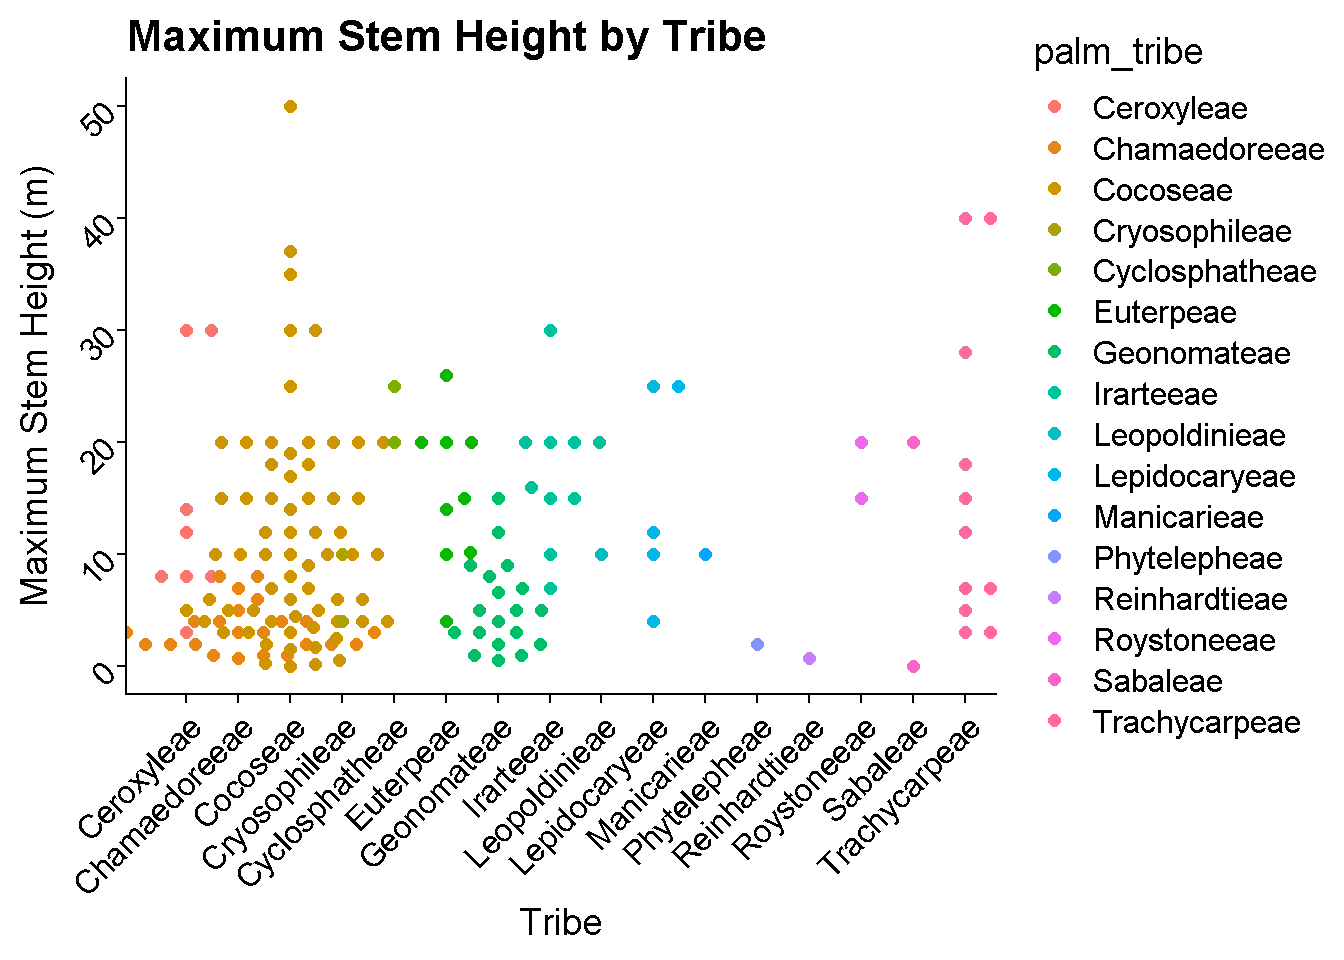 Maximum Stem Height by Tribe
Maximum Stem Height (m)
50
40
30
20
10
0
Ceroxyleae
Chamaedoreeae
Cocoseae
Cryosophileae
Cyclosphatheae
Euterpeae
Geonomateae
Irarteeae
Leopoldinieae
Lepidocaryeae
Manicarieae
Phytelepheae
Reinhardtieae
Roystoneeae
Sabaleae
Trachycarpeae
Tribe
palm_tribe
Ceroxyleae
Chamaedoreeae
Cocoseae
Cryosophileae
Cyclosphatheae
Euterpeae
Geonomateae
Irarteeae
Leopoldinieae
Lepidocaryeae
Manicarieae
Phytelepheae
Reinhardtieae
Roystoneeae
Sabaleae
Trachycarpeae